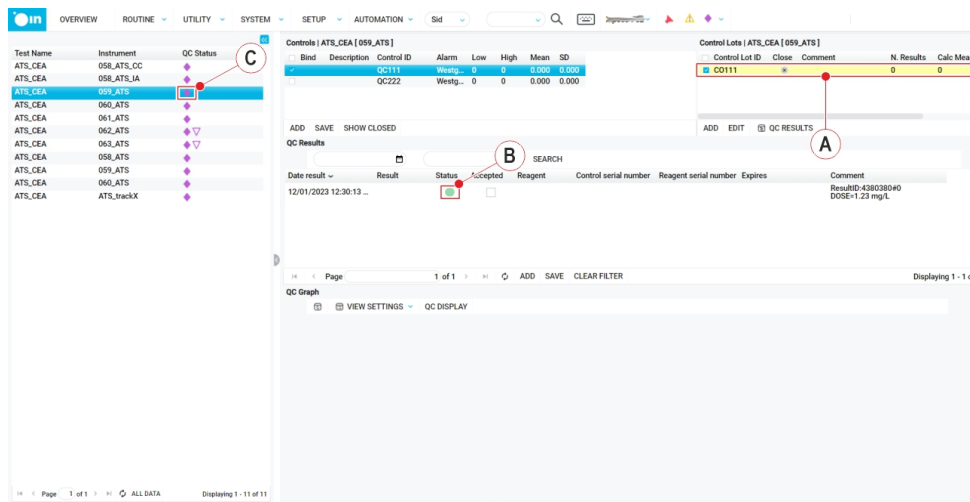 OIN OVERVIEW ROUTINE UTILITY SYSTEM SETUP AUTOMATION Sid
Controls | ATS_CEA [ 059_ATS ]
Control Lots | ATS_CEA [ 059_ATS ]
Test Name Instrument QC Status
ATS_CEA 058_ATS_CC
ATS_CEA 058_ATS_IA
ATS_CEA 059_ATS
ATS_CEA 060_ATS
ATS_CEA 061_ATS
ATS_CEA 062_ATS
ATS_CEA 063_ATS
ATS_CEA 058_ATS
ATS_CEA 059_ATS
ATS_CEA 060_ATS
ATS_CEA ATS_trackX
Page 1 of 1 ALL DATA Displaying 1 - 11 of 11
C
Bind Description Control ID Alarm Low High Mean SD
QC111 Westg... 0 0 0.000 0.000
QC222 Westg... 0 0 0.000 0.000
ADD SAVE SHOW CLOSED
Control Lot ID Close Comment N. Results Calc Mea
CO111 0 0
ADD EDIT QC RESULTS
A
QC Results
B
SEARCH
Date result Result Status Accepted Reagent Control serial number Reagent serial number Expires Comment
12/01/2023 12:30:13 ... ResultID:4380380#0
DOSE=1.23 mg/L
Page 1 of 1 ADD SAVE CLEAR FILTER Displaying 1 - 1 o
QC Graph
VIEW SETTINGS QC DISPLAY